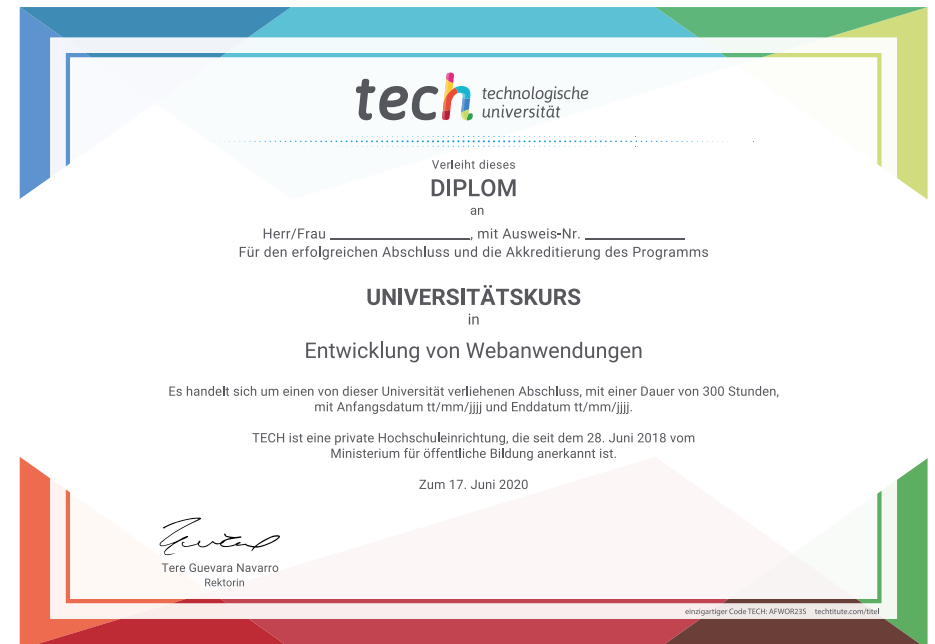 tech technologische
universität
Verleiht dieses
DIPLOM
an
Herr/Frau ____________________, mit Ausweis-Nr. ______________
Für den erfolgreichen Abschluss und die Akkreditierung des Programms
UNIVERSITÄTSKURS
in
Entwicklung von Webanwendungen
Es handelt sich um einen von dieser Universität verliehenen Abschluss, mit einer Dauer von 300 Stunden,
mit Anfangsdatum tt/mm/jjjj und Enddatum tt/mm/jjjj.
TECH ist eine private Hochschuleinrichtung, die seit dem 28. Juni 2018 vom
Ministerium für öffentliche Bildung anerkannt ist.
Zum 17. Juni 2020
Tere Guevara Navarro
Rektorin
einzigartiger Code TECH: AFWOR23S techtitute.com/titel